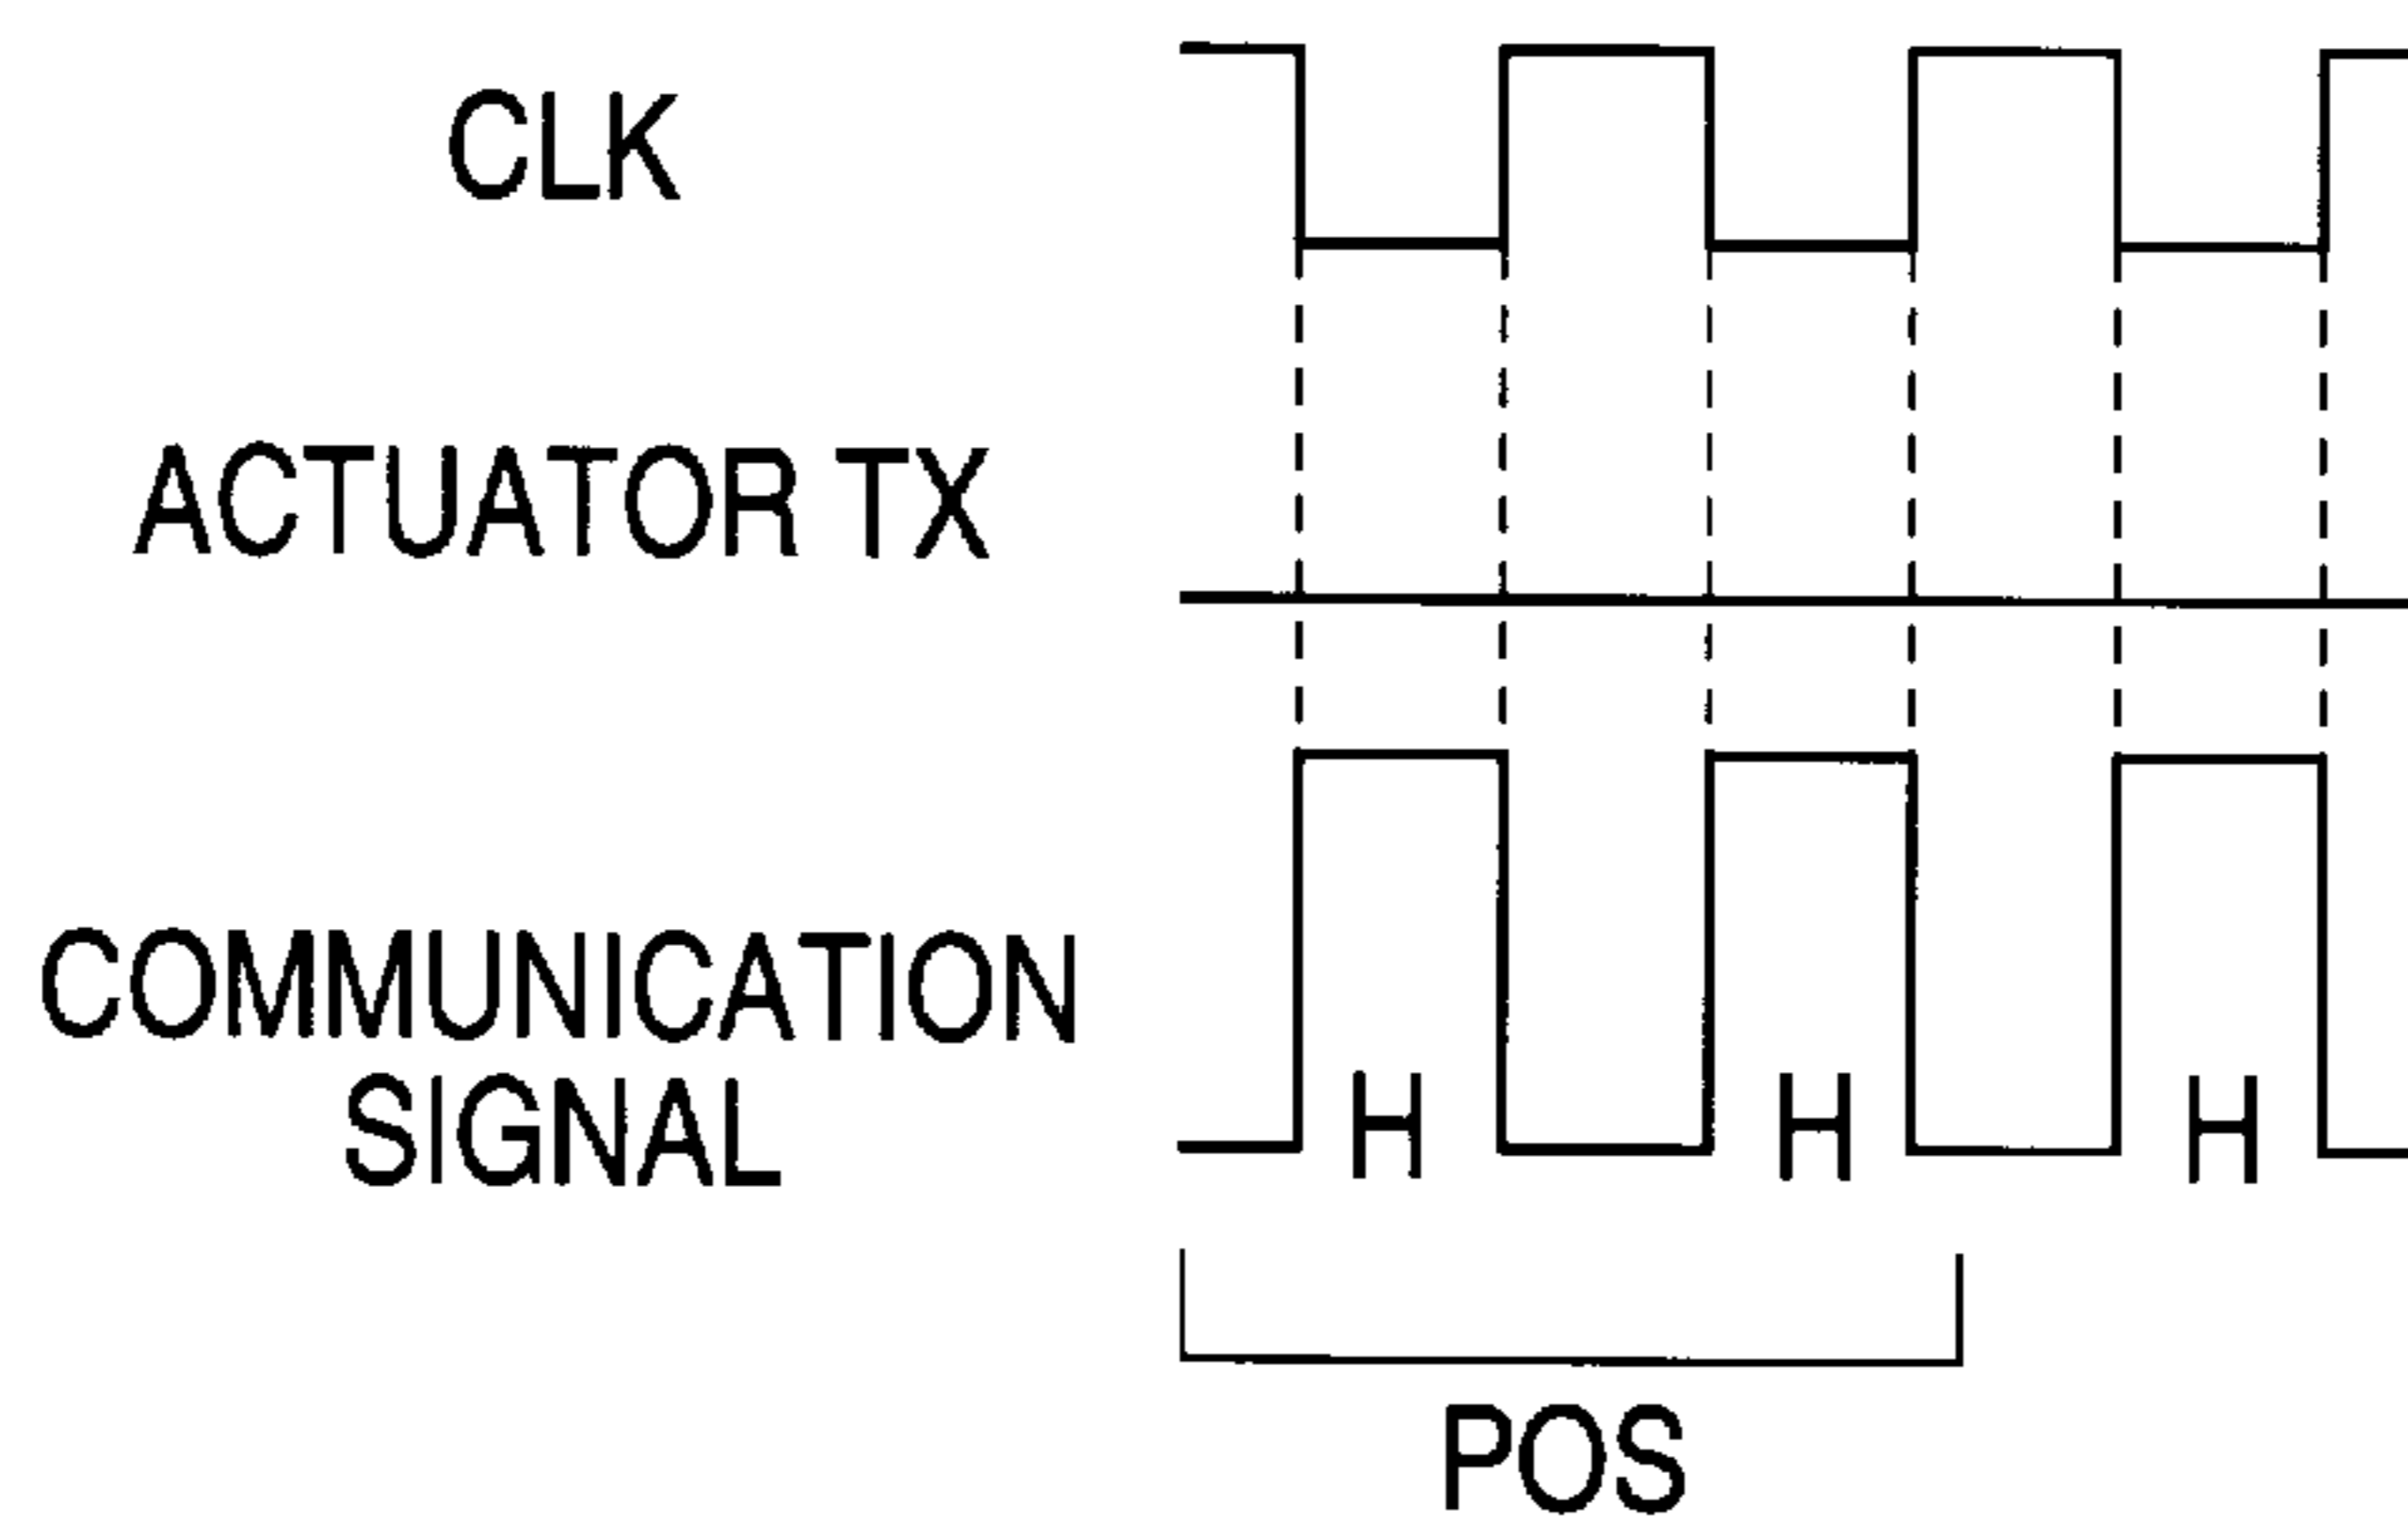 CLK
ACTUATOR TX
COMMUNICATION
SIGNAL
H H H
POS